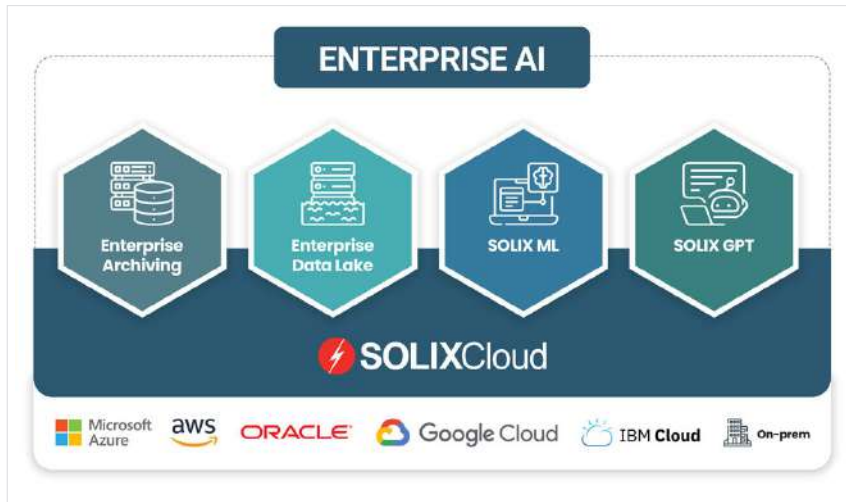 ENTERPRISE AI
Enterprise
Archiving
Enterprise
Data Lake
SOLIX ML
SOLIX GPT
SOLIXCloud
Microsoft
Azure
aws
ORACLE
Google Cloud
IBM Cloud
On-prem